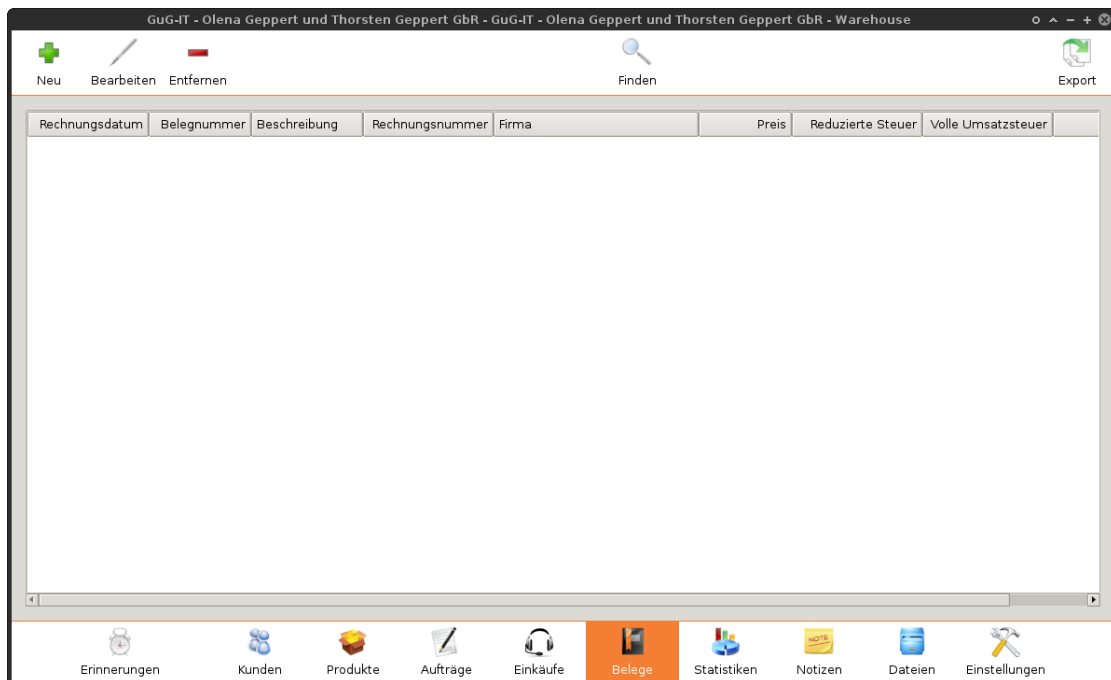 GuG-IT - Olena Geppert und Thorsten Geppert GbR - GuG-IT - Olena Geppert und Thorsten Geppert GbR - Warehouse
Neu Bearbeiten Entfernen Finden Export
Rechnungsdatum Belegnummer Beschreibung Rechnungsnummer Firma Preis Reduzierte Steuer Volle Umsatzsteuer
NOTE
Erinnerungen Kunden Produkte Aufträge Einkäufe Belege Statistiken Notizen Dateien Einstellungen